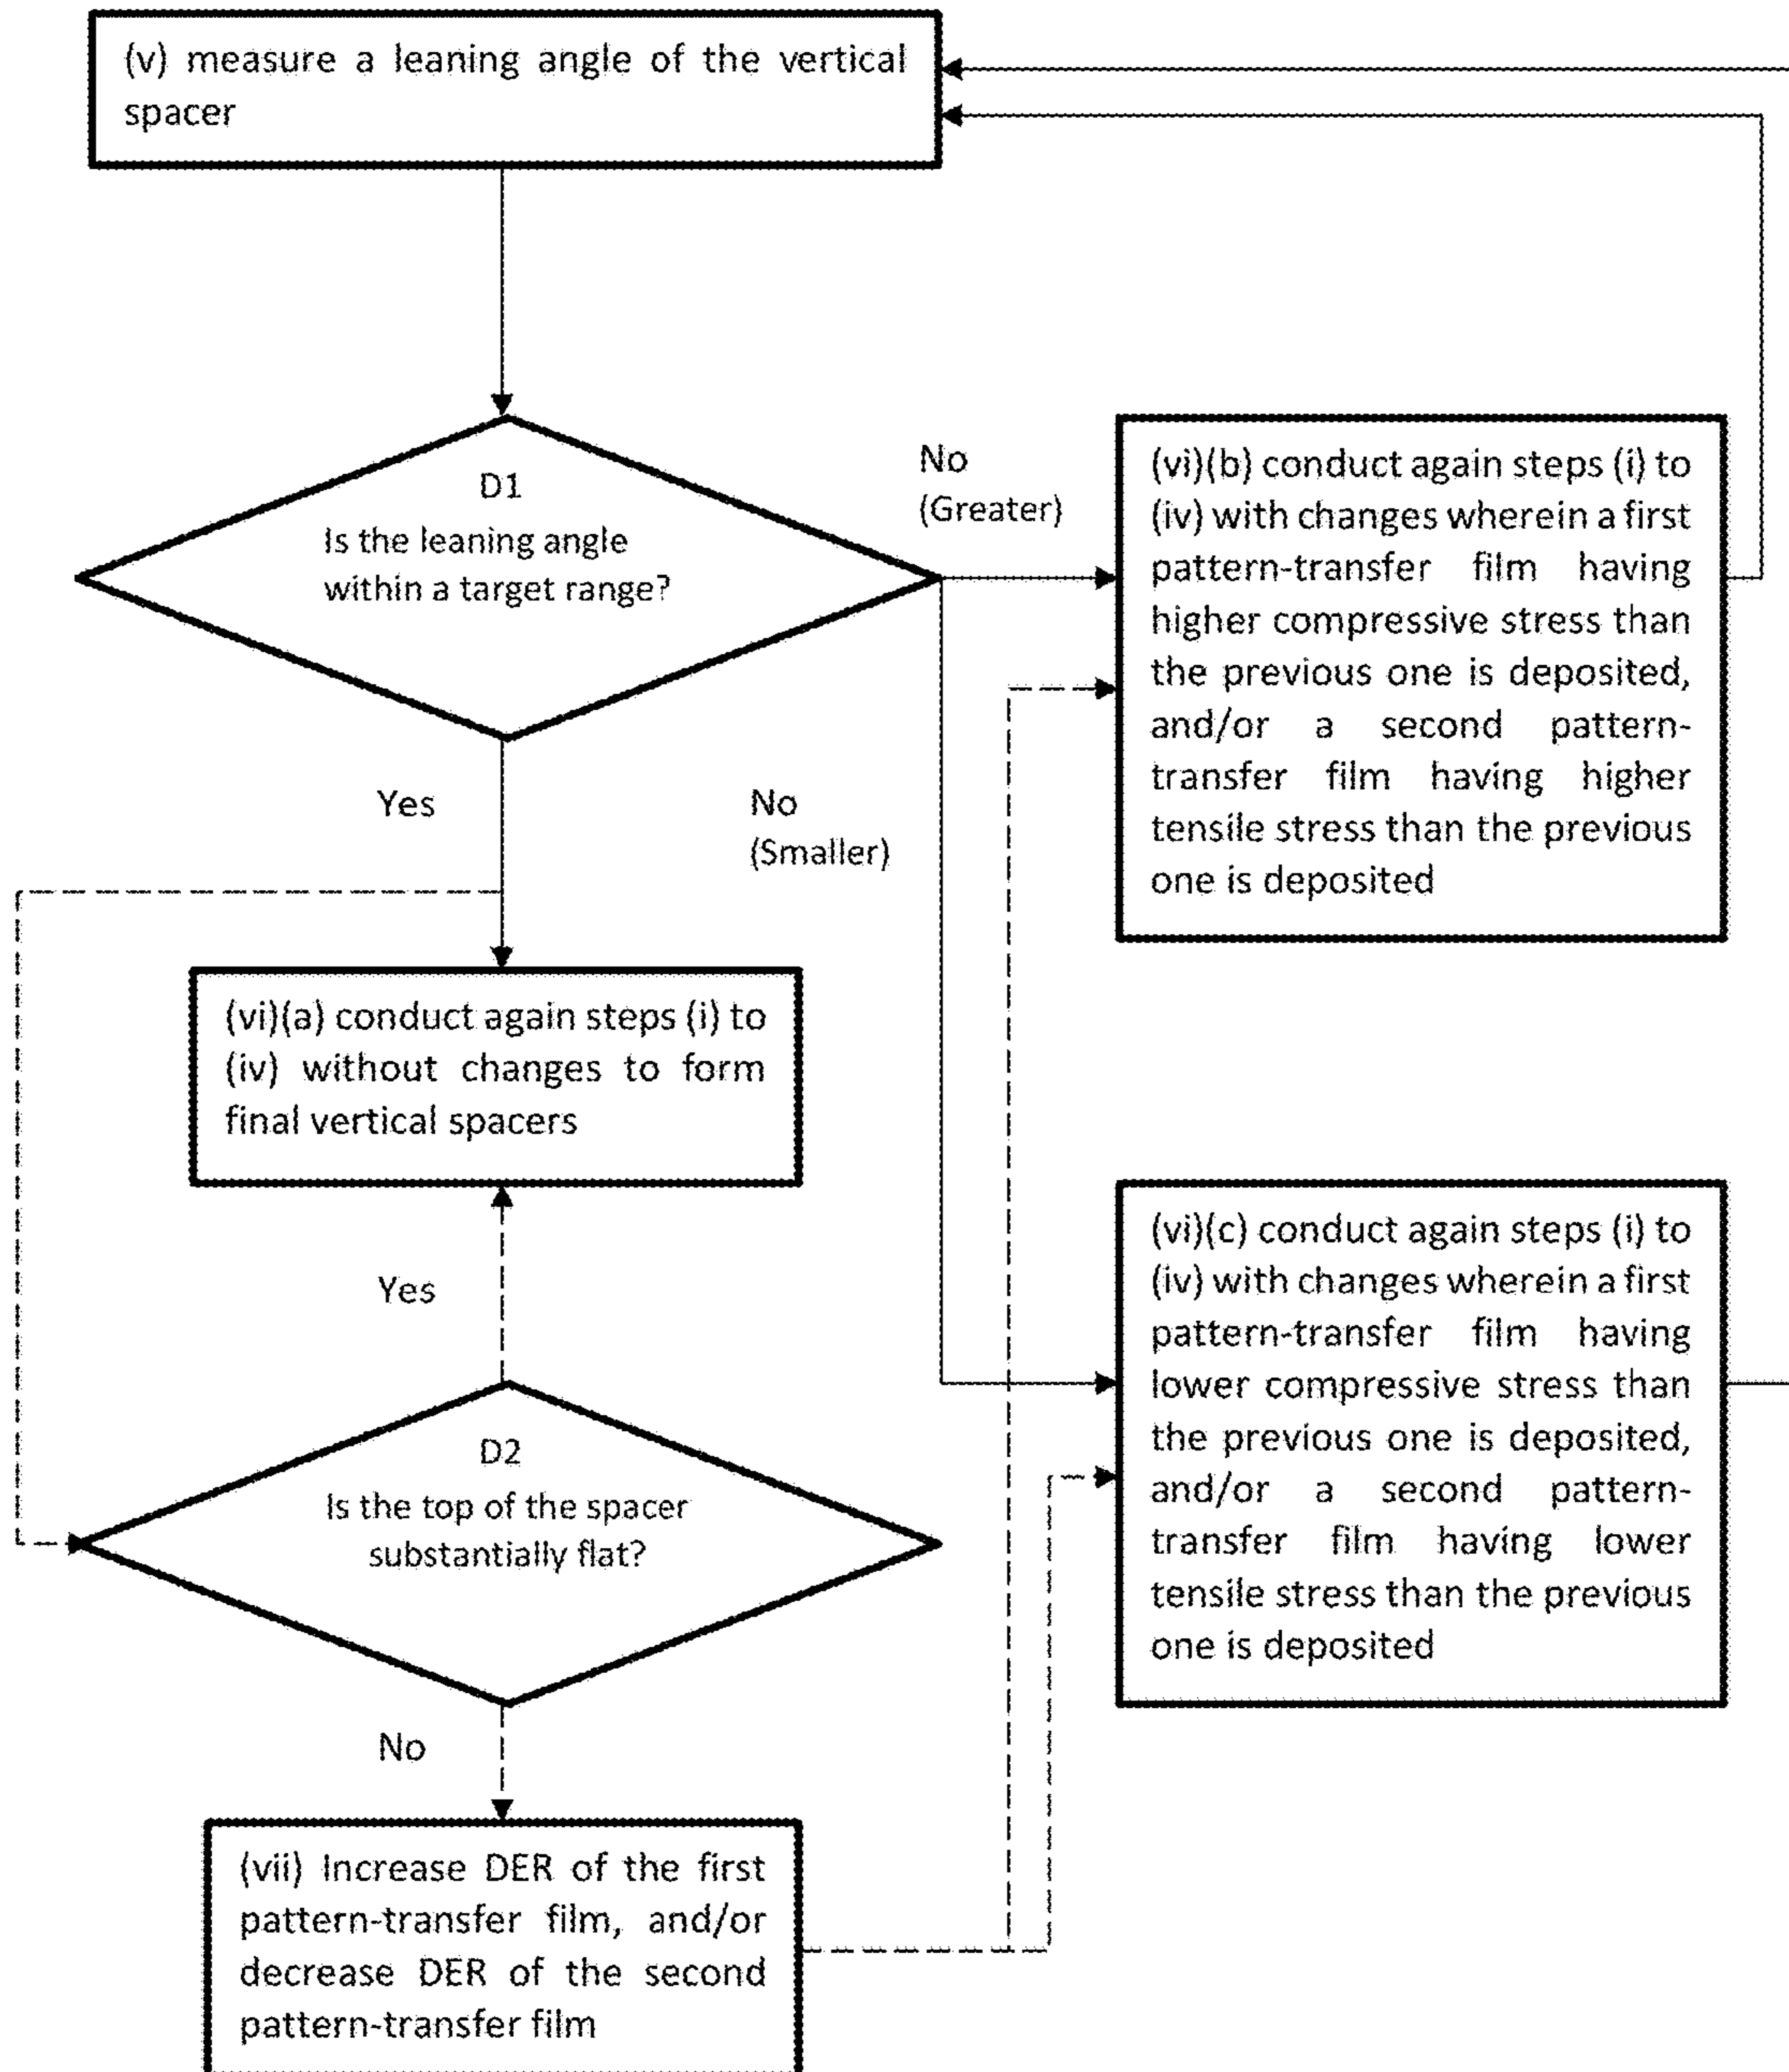 (v) measure a leaning angle of the vertical
spacer
D1
Is the leaning angle
within a target range?
No
(Greater)
(vi)(b) conduct again steps (i) to
(iv) with changes wherein a first
pattern-transfer film having
higher compressive stress than
the previous one is deposited,
and/or a second pattern-
transfer film having higher
tensile stress than the previous
one is deposited
Yes
No
(Smaller)
(vi)(a) conduct again steps (i) to
(iv) without changes to form
final vertical spacers
(vi)(c) conduct again steps (i) to
(iv) with changes wherein a first
pattern-transfer film having
lower compressive stress than
the previous one is deposited,
and/or a second pattern-
transfer film having lower
tensile stress than the previous
one is deposited
Yes
D2
Is the top of the spacer
substantially flat?
No
(vii) Increase DER of the first
pattern-transfer film, and/or
decrease DER of the second
pattern-transfer film